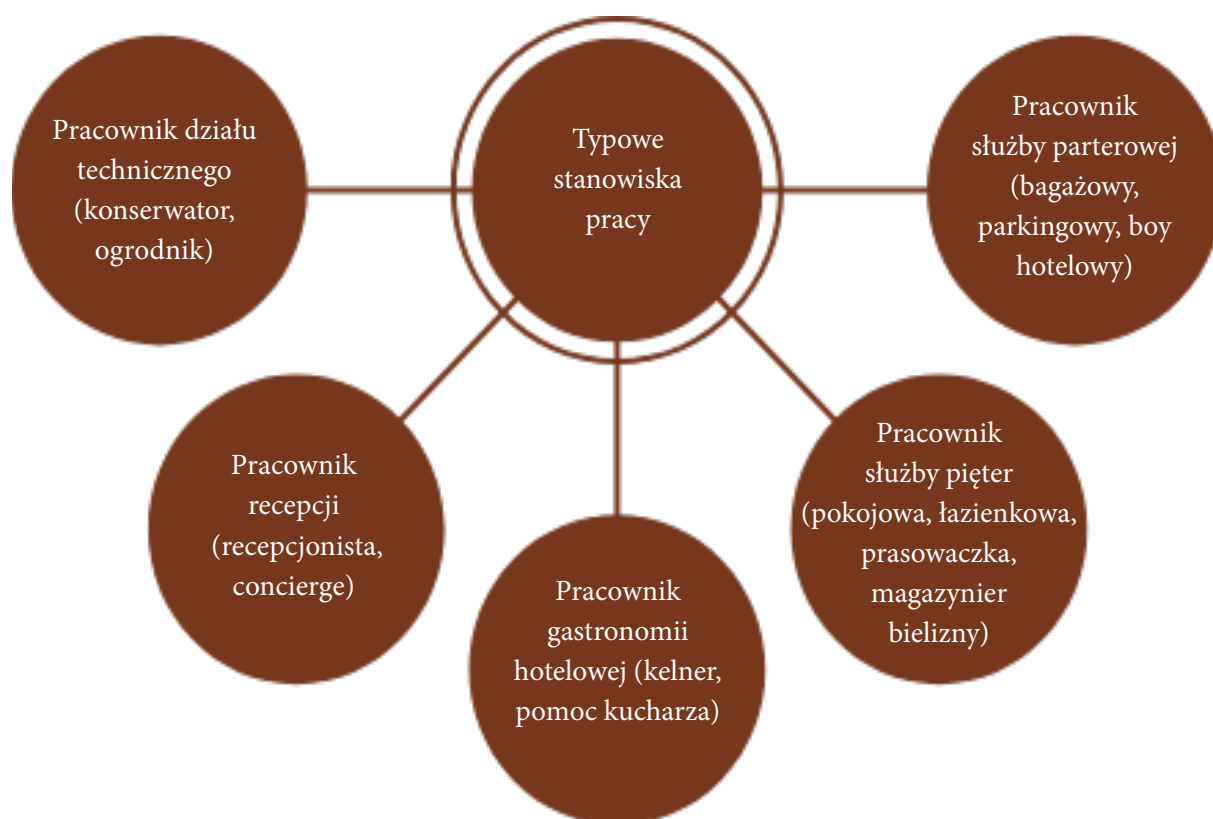 Typowe
stanowiska
pracy
Pracownik działu
technicznego
(konserwator,
ogrodnik)
Pracownik
recepcji
(recepcjonista,
concierge)
Pracownik
gastronomii
hotelowej (kelner,
pomoc kucharza)
Pracownik
służby pięter
(pokojowa, łazienkowa,
prasowaczka,
magazynier
bielizny)
Pracownik
służby parterowej
(bagażowy,
parkingowy, boy
hotelowy)